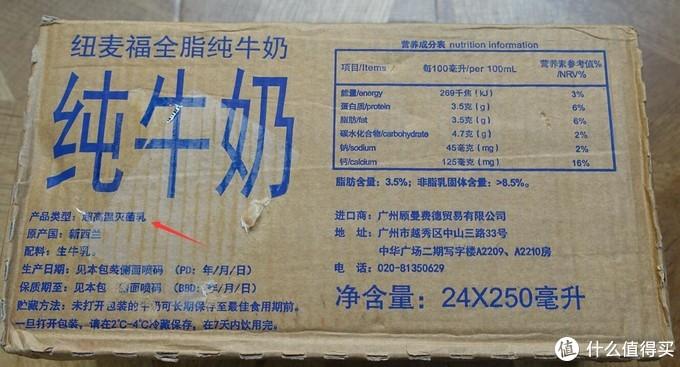 纽麦福全脂纯牛奶
纯牛奶
产品类型：超高温灭菌乳
原产国：新西兰
配料：生牛乳。
生产日期：见本包装侧面喷码 （PD：年/月/日）
保质期至：见本包 侧面喷码 （BBD：年/月/日）
贮藏方法：未打开包装的牛奶可长期保存至最佳食用期前。
一旦打开包装，请在2℃-4℃冷藏保存，在7天内饮用完。
营养成分表 nutrition information
项目/Items 每100毫升/per 100mL 营养素参考值%/NRV%
能量/energy 269千焦（kJ） 3%
蛋白质/protein 3.5克（g） 6%
脂肪/fat 3.5克（g） 6%
碳水化合物/carbohydrate 4.7克（g） 2%
钠/sodium 45毫克（mg） 2%
钙/calcium 125毫克（mg） 16%
脂肪含量：3.5%；非脂乳固体含量：>8.5%。
进口商：广州顾曼费德贸易有限公司
地 址：广州市越秀区中山三路33号
中华广场二期写字楼A2209、A2210房
电 话：020-81350629
净含量：24X250毫升
值 什么值得买